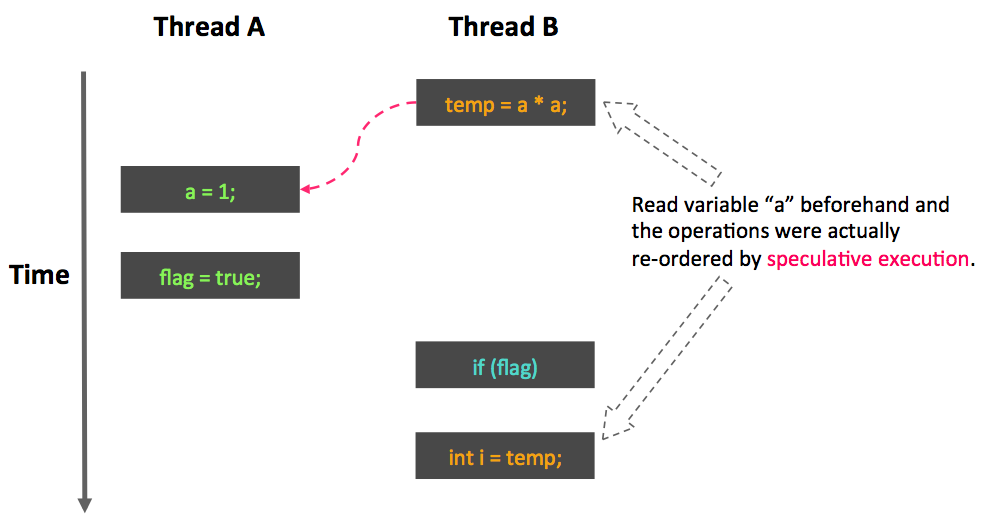 Thread A
Thread B
temp = a * a;
a = 1;
Read variable “a” beforehand and
the operations were actually
re-ordered by speculative execution.
flag = true;
Time
if (flag)
int i = temp;